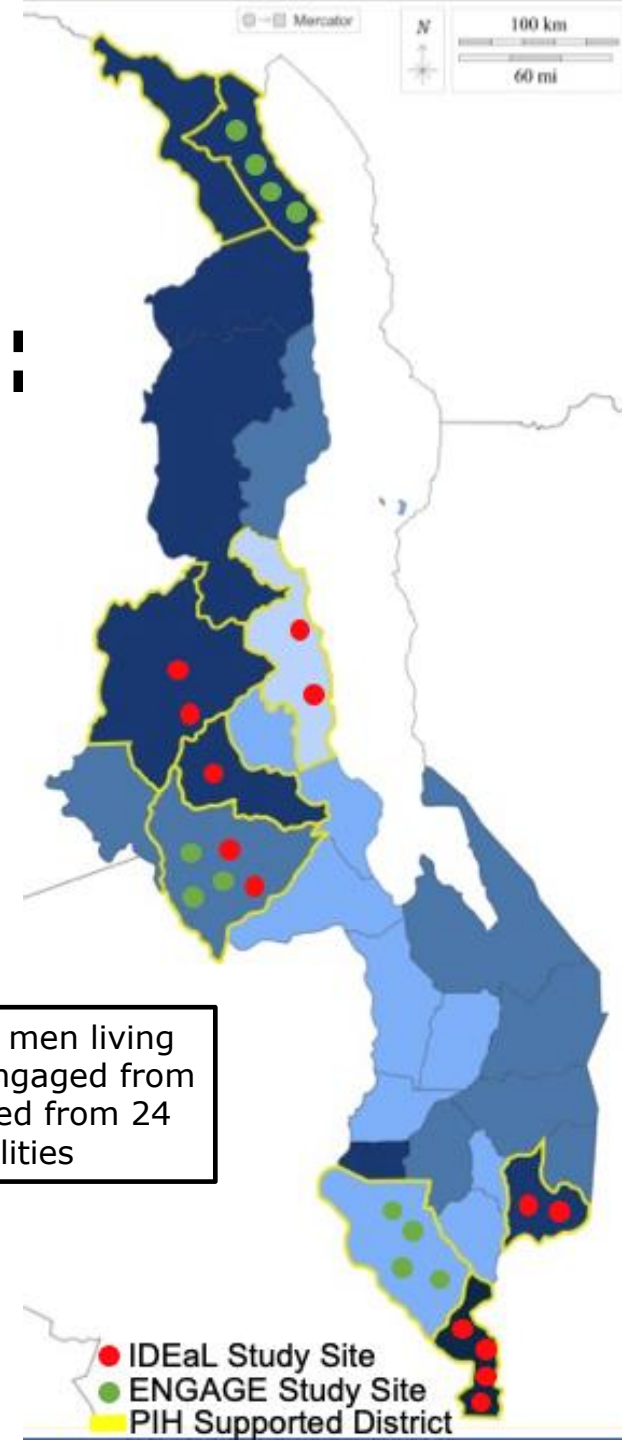 Mercator
N
100 km
60 mi
men living
ngaged from
ed from 24
lities
IDEaL Study Site
ENGAGE Study Site
PIH Supported District